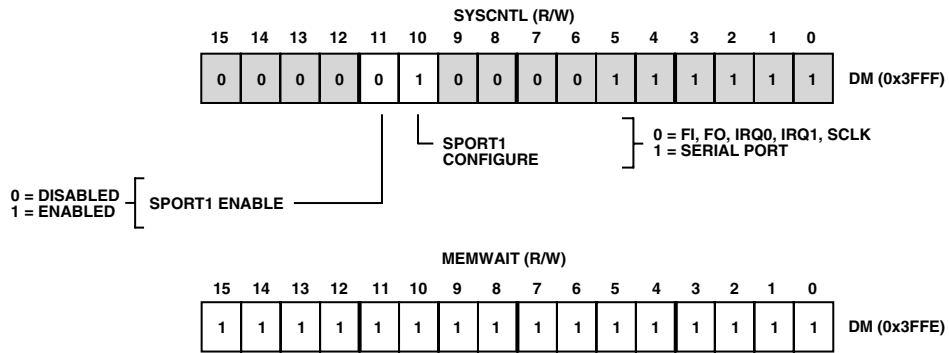 SYSCNTL (R/W)
15 14 13 12 11 10 9 8 7 6 5 4 3 2 1 0
0 0 0 0 0 1 0 0 0 0 1 1 1 1 1 1 DM (0x3FFF)
SPORT1
CONFIGURE
0 = FI, FO, IRQ0, IRQ1, SCLK
1 = SERIAL PORT
0 = DISABLED
1 = ENABLED
SPORT1 ENABLE
MEMWAIT (R/W)
15 14 13 12 11 10 9 8 7 6 5 4 3 2 1 0
1 1 1 1 1 1 1 1 1 1 1 1 1 1 1 1 DM (0x3FFE)